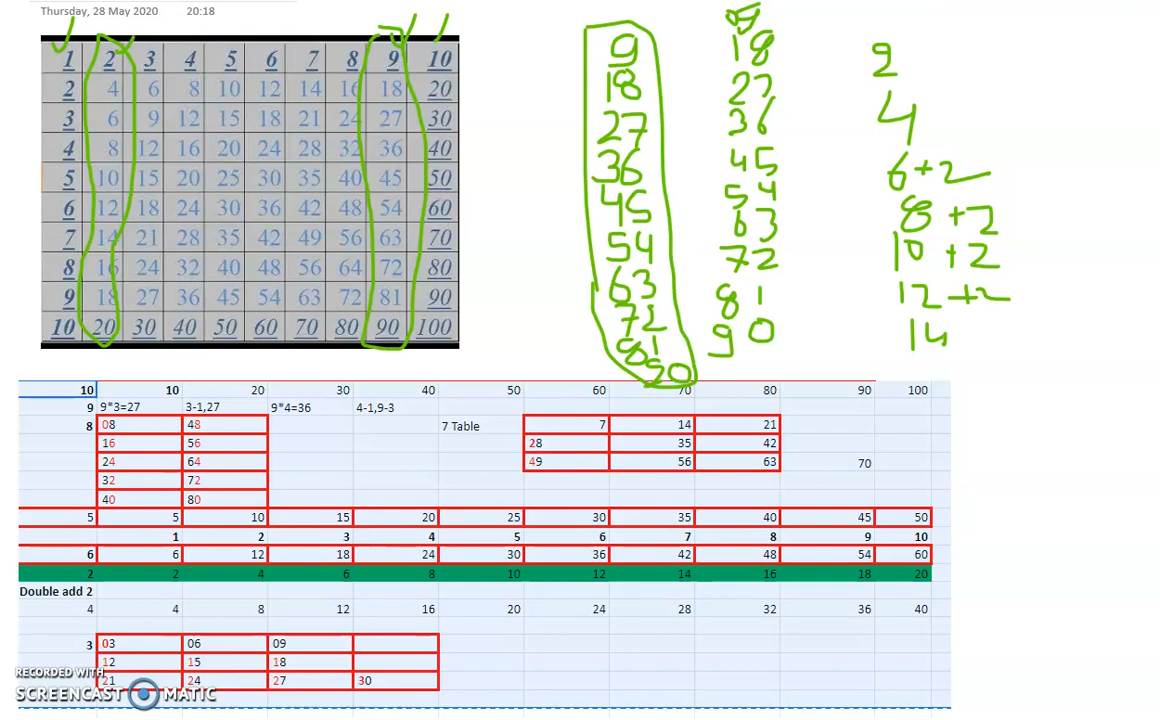 Thursday, 28 May 2020 20:18
1 2 3 4 5 6 7 8 9 10
2 4 6 8 10 12 14 16 18 20
3 6 9 12 15 18 21 24 27 30
4 8 12 16 20 24 28 32 36 40
5 10 15 20 25 30 35 40 45 50
6 12 18 24 30 36 42 48 54 60
7 14 21 28 35 42 49 56 63 70
8 16 24 32 40 48 56 64 72 80
9 18 27 36 45 54 63 72 81 90
10 20 30 40 50 60 70 80 90 100
9
18
27
36
45
54
63
72
81
90
18
27
36
45
54
63
72
81
90
2
4
6+2
8+2
10+2
12+2
14
10 10 20 30 40 50 60 70 80 90 100
9 9*3=27 3-1,27 9*4=36 4-1,9-3
8 08 48 7 Table 7 14 21
16 56 28 35 42
24 64 49 56 63 70
32 72
40 80
5 5 10 15 20 25 30 35 40 45 50
1 2 3 4 5 6 7 8 9 10
6 6 12 18 24 30 36 42 48 54 60
2 2 4 6 8 10 12 14 16 18 20
Double add 2
4 4 8 12 16 20 24 28 32 36 40
3 03 06 09
12 15 18
21 24 27 30
RECORDED WITH
SCREENCAST MATIC